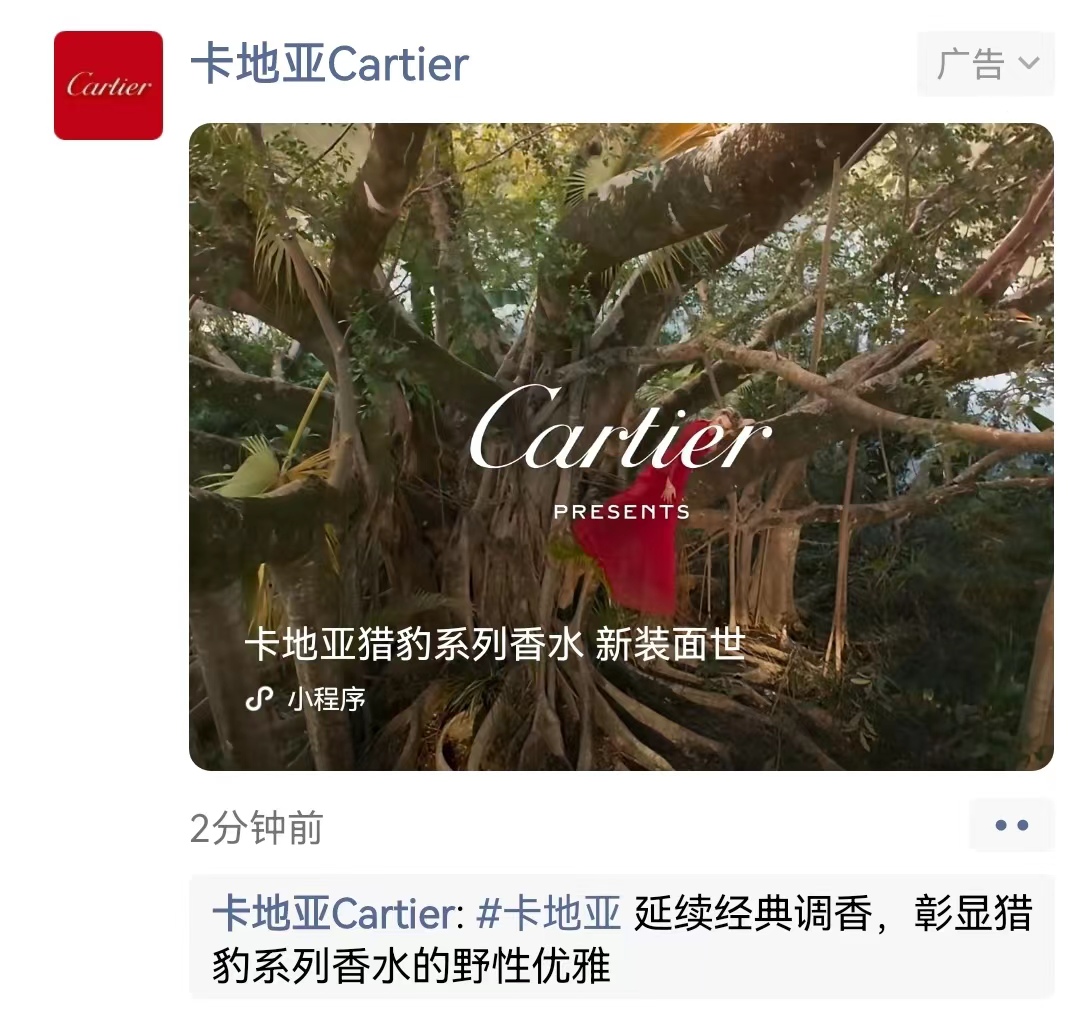 Cartier
卡地亚Cartier
广告
Cartier
PRESENTS
卡地亚猎豹系列香水 新装面世
小程序
2分钟前
卡地亚Cartier: #卡地亚 延续经典调香，彰显猎
豹系列香水的野性优雅